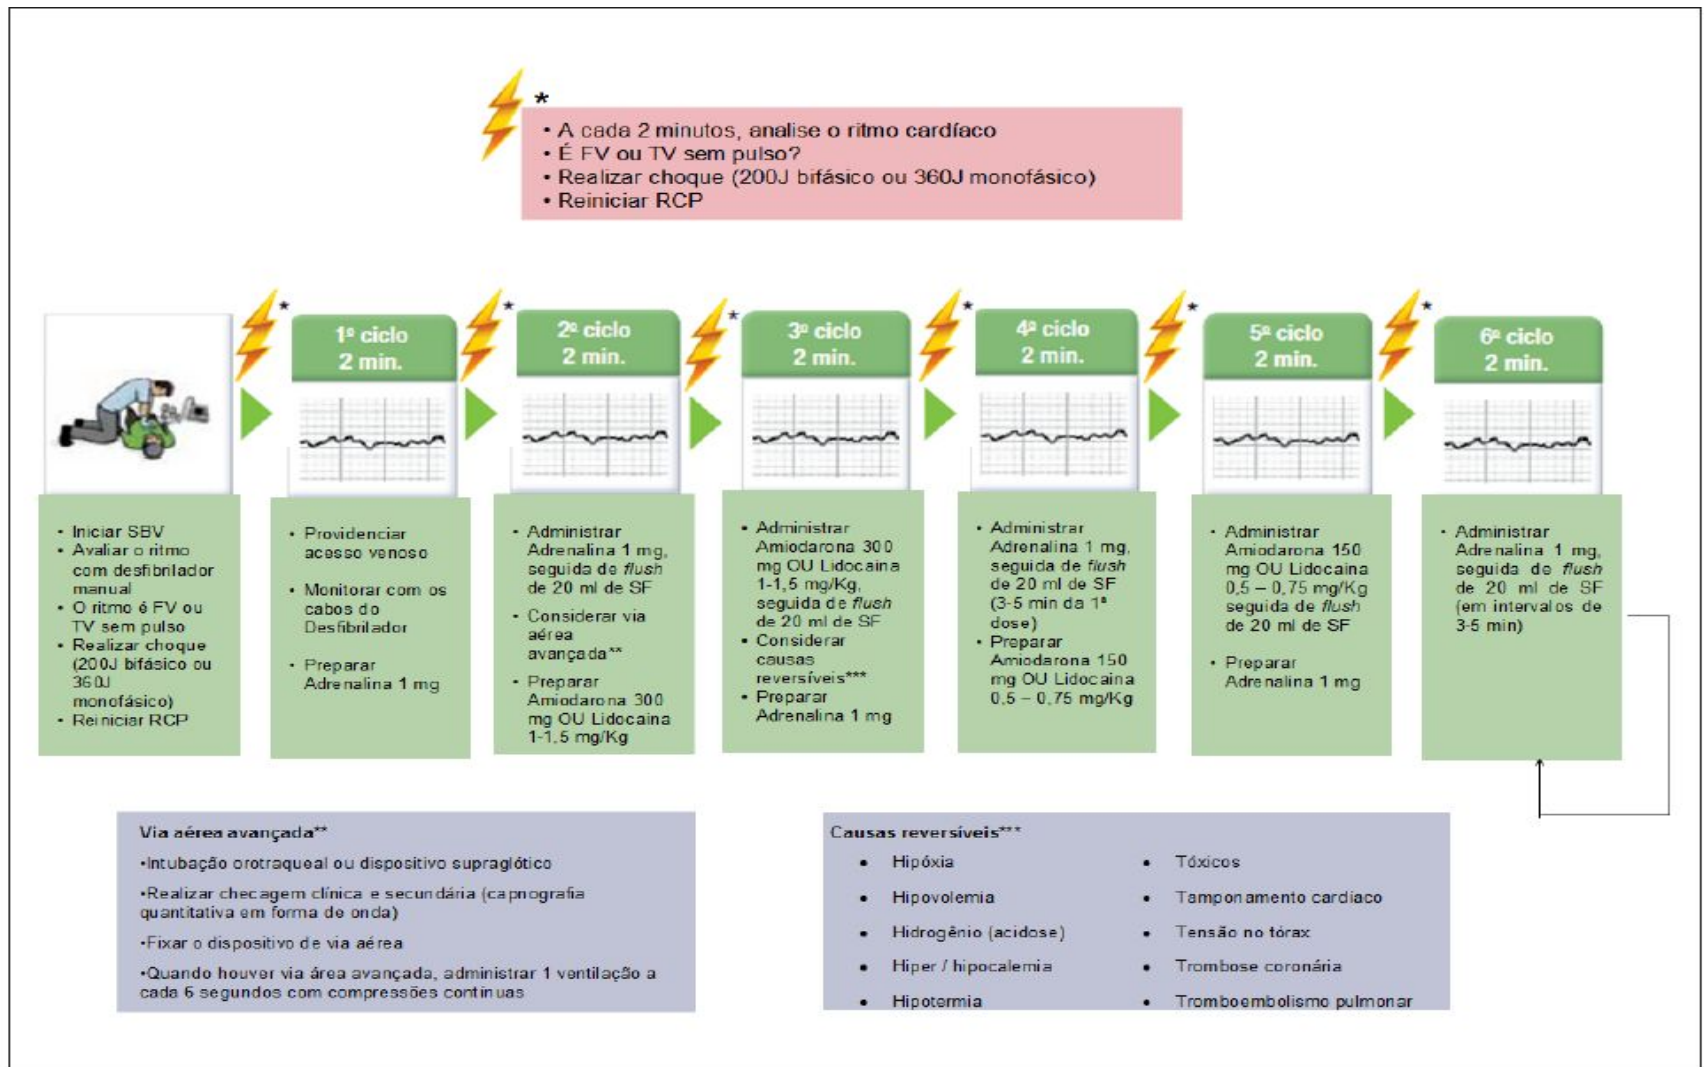 *
• A cada 2 minutos, analise o ritmo cardíaco
• É FV ou TV sem pulso?
• Realizar choque (200J bifásico ou 360J monofásico)
• Reiniciar RCP
*
*
*
*
*
*
1º ciclo
2 min.
2º ciclo
2 min.
3º ciclo
2 min.
4º ciclo
2 min.
5º ciclo
2 min.
6º ciclo
2 min.
• Iniciar SBV
• Avaliar o ritmo
com desfibrilador
manual
• O ritmo é FV ou
TV sem pulso
• Realizar choque
(200J bifásico ou
360J
monofásico)
• Reiniciar RCP
• Providenciar
acesso venoso
• Monitorar com os
cabos do
Desfibrilador
• Preparar
Adrenalina 1 mg
• Administrar
Adrenalina 1 mg,
seguida de flush
de 20 ml de SF
• Considerar via
aérea
avançada**
• Preparar
Amiodarona 300
mg OU Lidocaina
1-1,5 mg/Kg
• Administrar
Amiodarona 300
mg OU Lidocaina
1-1,5 mg/Kg,
seguida de flush
de 20 ml de SF
• Considerar
causas
reversíveis***
• Preparar
Adrenalina 1 mg
• Administrar
Adrenalina 1 mg,
seguida de flush
de 20 ml de SF
(3-5 min da 1ª
dose)
• Preparar
Amiodarona 150
mg OU Lidocaina
0,5 – 0,75 mg/Kg
• Administrar
Amiodarona 150
mg OU Lidocaina
0,5 – 0,75 mg/Kg
seguida de flush
de 20 ml de SF
• Preparar
Adrenalina 1 mg
• Administrar
Adrenalina 1 mg,
seguida de flush
de 20 ml de SF
(em intervalos de
3-5 min)
Via aérea avançada**
•Intubação orotraqueal ou dispositivo supraglótico
•Realizar checagem clínica e secundária (capnografia
quantitativa em forma de onda)
•Fixar o dispositivo de via aérea
•Quando houver via área avançada, administrar 1 ventilação a
cada 6 segundos com compressões continuas
Causas reversíveis***
• Hipóxia
• Hipovolemia
• Hidrogênio (acidose)
• Hiper / hipocalemia
• Hipotermia
• Tóxicos
• Tamponamento cardiaco
• Tensão no tórax
• Trombose coronária
• Tromboembolismo pulmonar